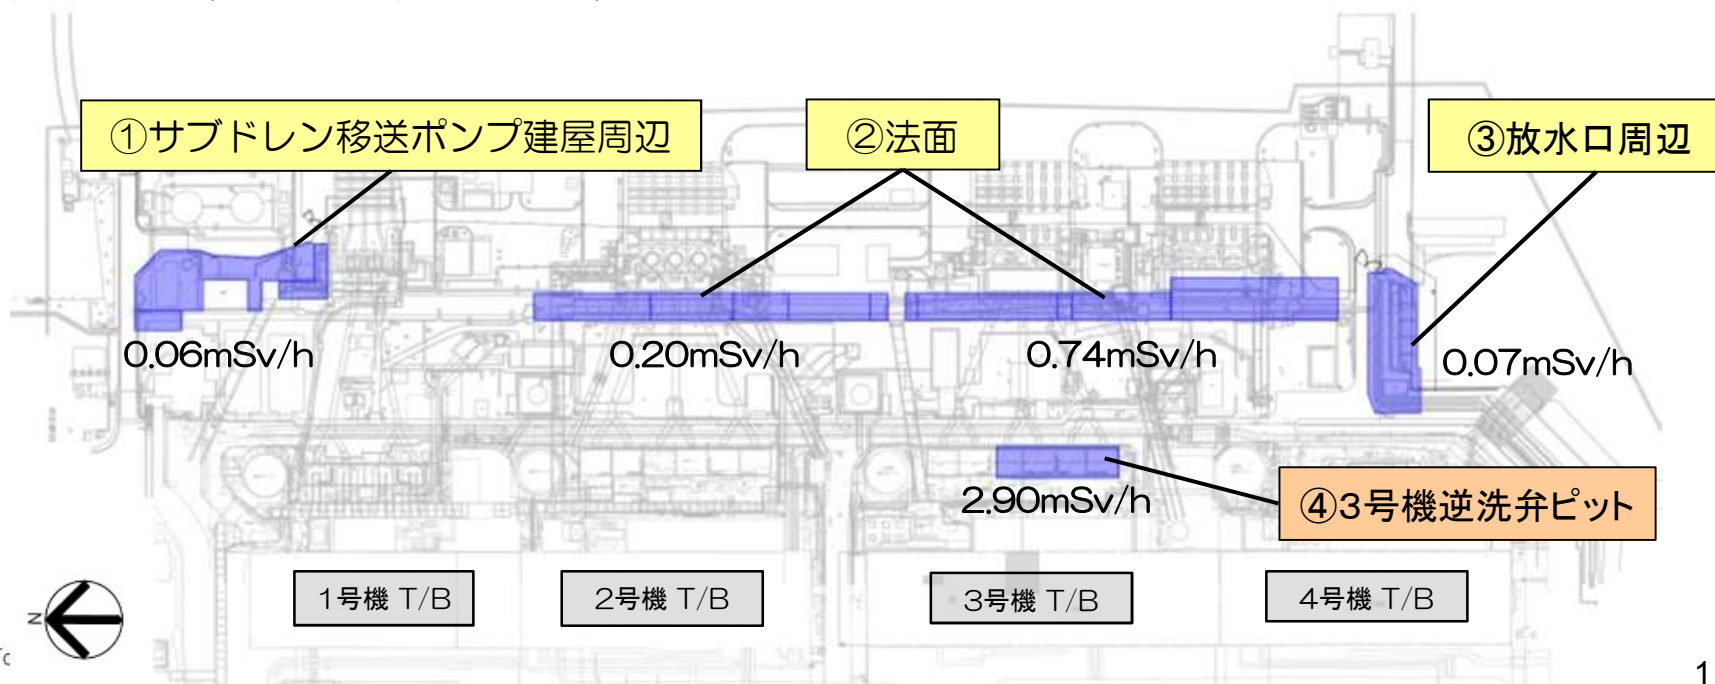 ①サブドレン移送ポンプ建屋周辺
②法面
③放水口周辺
0.06mSv/h
0.20mSv/h
0.74mSv/h
0.07mSv/h
2.90mSv/h
④3号機逆洗弁ピット
1号機 T/B
2号機 T/B
3号機 T/B
4号機 T/B
N
1